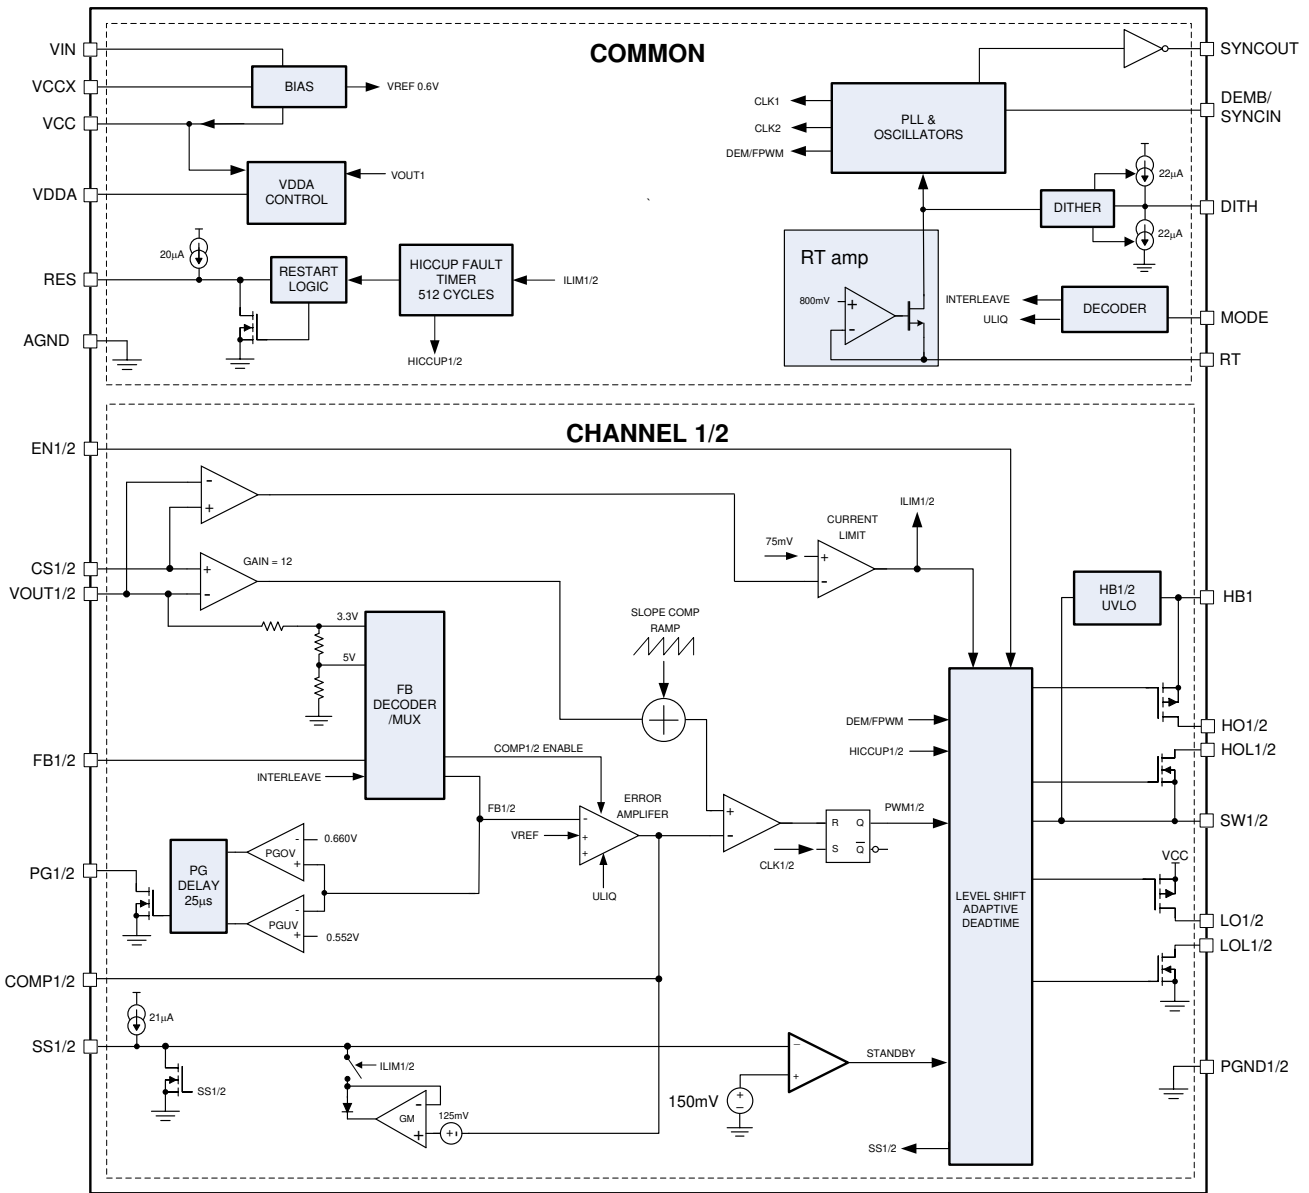 COMMON
VIN
VCCX
VCC
VDDA
RES
AGND
BIAS
VREF 0.6V
VDDA
CONTROL
VOUT1
20µA
RESTART
LOGIC
HICCUP FAULT
TIMER
512 CYCLES
ILIM1/2
HICCUP1/2
CLK1
CLK2
DEM/FPWM
PLL &
OSCILLATORS
SYNCOUT
DEMB/
SYNCIN
DITHER
22µA
22µA
DITH
RT amp
800mV
+
-
INTERLEAVE
ULIQ
DECODER
MODE
RT
CHANNEL 1/2
EN1/2
CS1/2
VOUT1/2
-
+
+
-
GAIN = 12
75mV
+
-
CURRENT
LIMIT
ILIM1/2
3.3V
5V
FB
DECODER
/MUX
SLOPE COMP
RAMP
HB1/2
UVLO
HB1
FB1/2
INTERLEAVE
COMP1/2 ENABLE
FB1/2
VREF
-
+
+
ERROR
AMPLIFER
ULIQ
+
-
R
Q
S
Q
CLK1/2
PWM1/2
DEM/FPWM
HICCUP1/2
LEVEL SHIFT
ADAPTIVE
DEADTIME
HO1/2
HOL1/2
SW1/2
VCC
LO1/2
LOL1/2
PGND1/2
PG1/2
PG
DELAY
25µs
PGOV
-
+
0.660V
PGUV
-
+
0.552V
COMP1/2
SS1/2
21µA
SS1/2
ILIM1/2
GM
-
+
125mV
+-
150mV
+
-
-
+
STANDBY
SS1/2